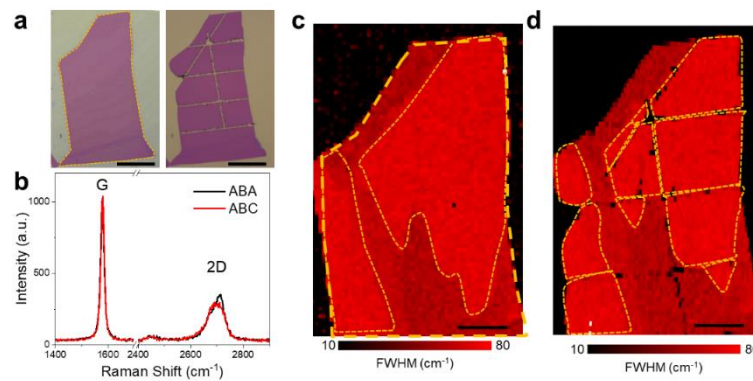 a
b
G
ABA
ABC
2D
Intensity (a.u.)
1000
500
0
1400
1600
2400
2600
2800
Raman Shift (cm⁻¹)
c
10
80
FWHM (cm⁻¹)
d
10
80
FWHM (cm⁻¹)